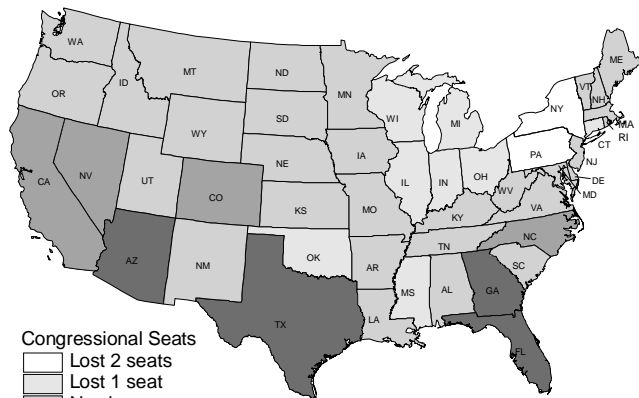 WA
MT
ND
MN
ME
VT
NH
OR
ID
SD
WI
MI
NY
MA
RI
CT
WY
IA
PA
NJ
NE
OH
NV
IL
IN
DE
MD
CA
UT
CO
KS
MO
WV
VA
KY
NC
TN
AZ
NM
OK
AR
SC
MS
AL
GA
TX
LA
FL
Congressional Seats
Lost 2 seats
Lost 1 seat